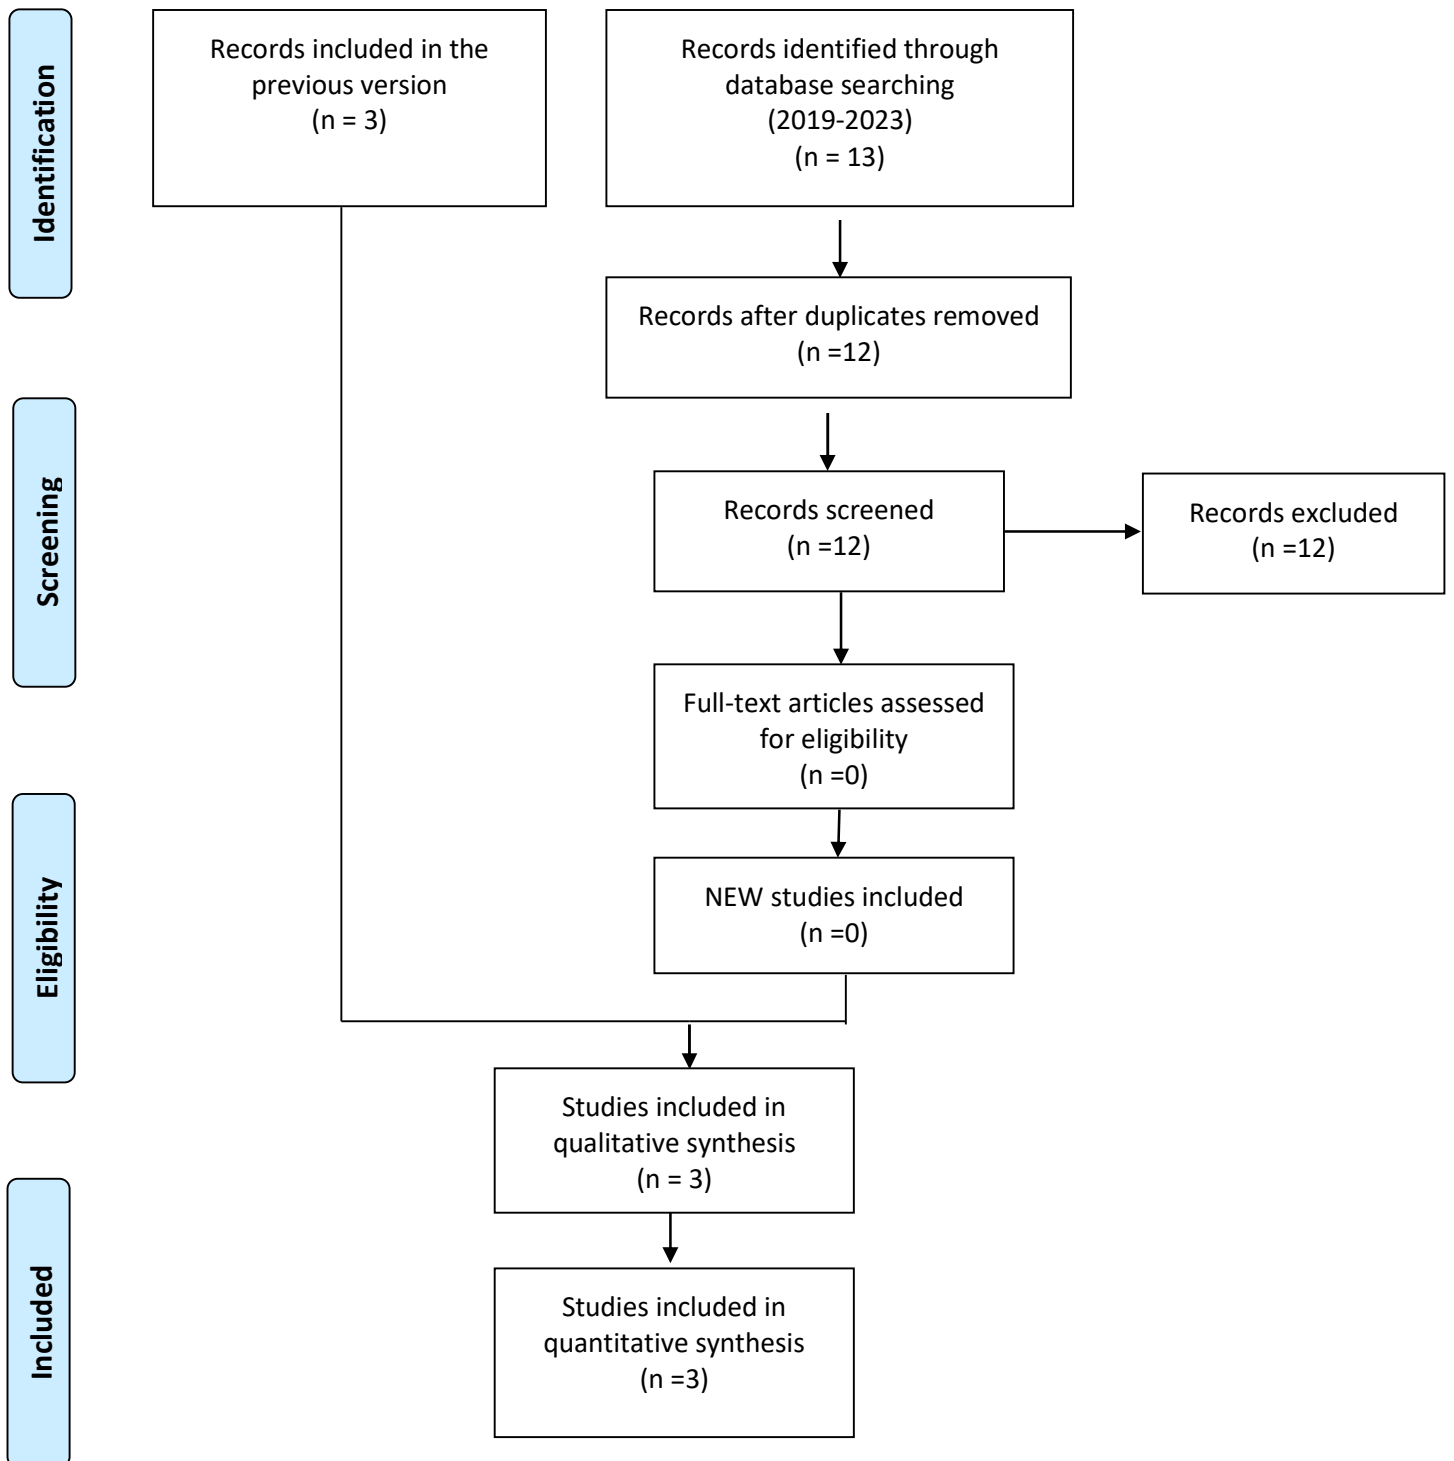 Identification
Records included in the
previous version
(n = 3)
Records identified through
database searching
(2019-2023)
(n = 13)
Records after duplicates removed
(n =12)
Screening
Records screened
(n =12)
Records excluded
(n =12)
Full-text articles assessed
for eligibility
(n =0)
Eligibility
NEW studies included
(n =0)
Studies included in
qualitative synthesis
(n = 3)
Included
Studies included in
quantitative synthesis
(n =3)